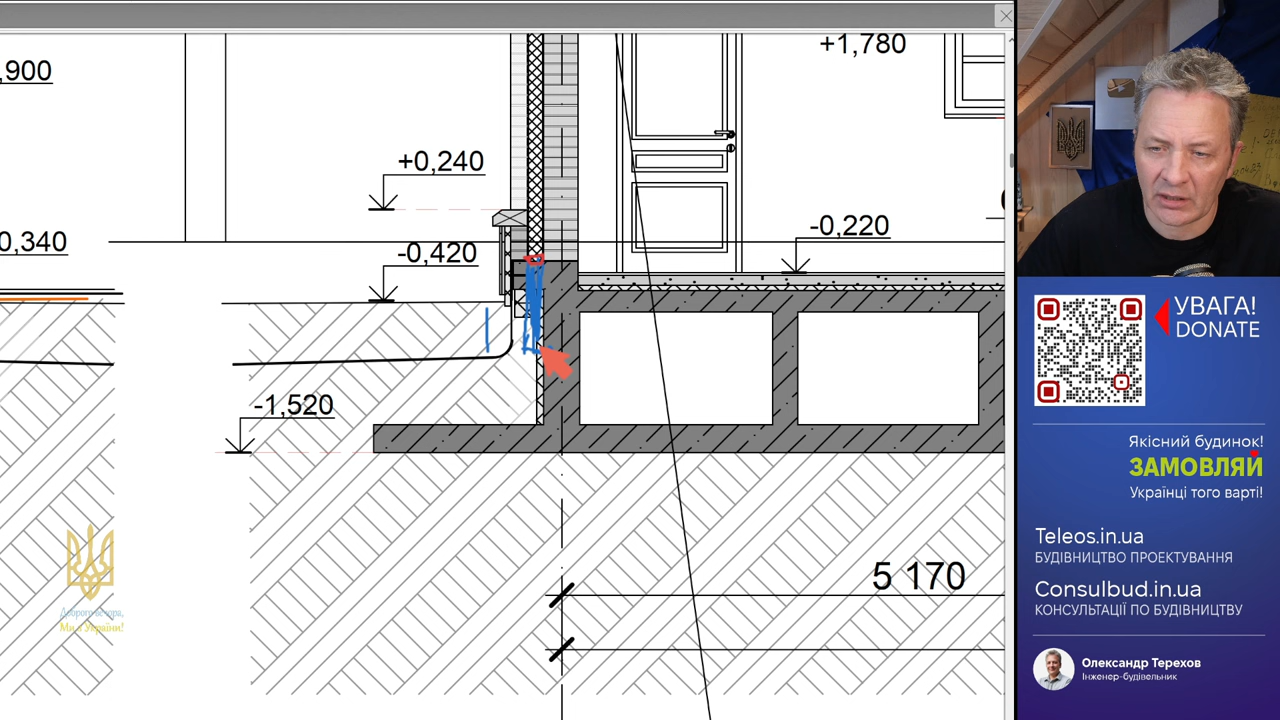 ,900
+1,780
+0,240
0,340
-0,420
-0,220
-1,520
5 170
Доброго вечора,
Ми з України!
УВАГА!
DONATE
Якісний будинок!
ЗАМОВЛЯЙ
Українці того варті!
Teleos.in.ua
БУДІВНИЦТВО ПРОЕКТУВАННЯ
Consulbud.in.ua
КОНСУЛЬТАЦІЇ ПО БУДІВНИЦТВУ
Олександр Терехов
Інженер-будівельник